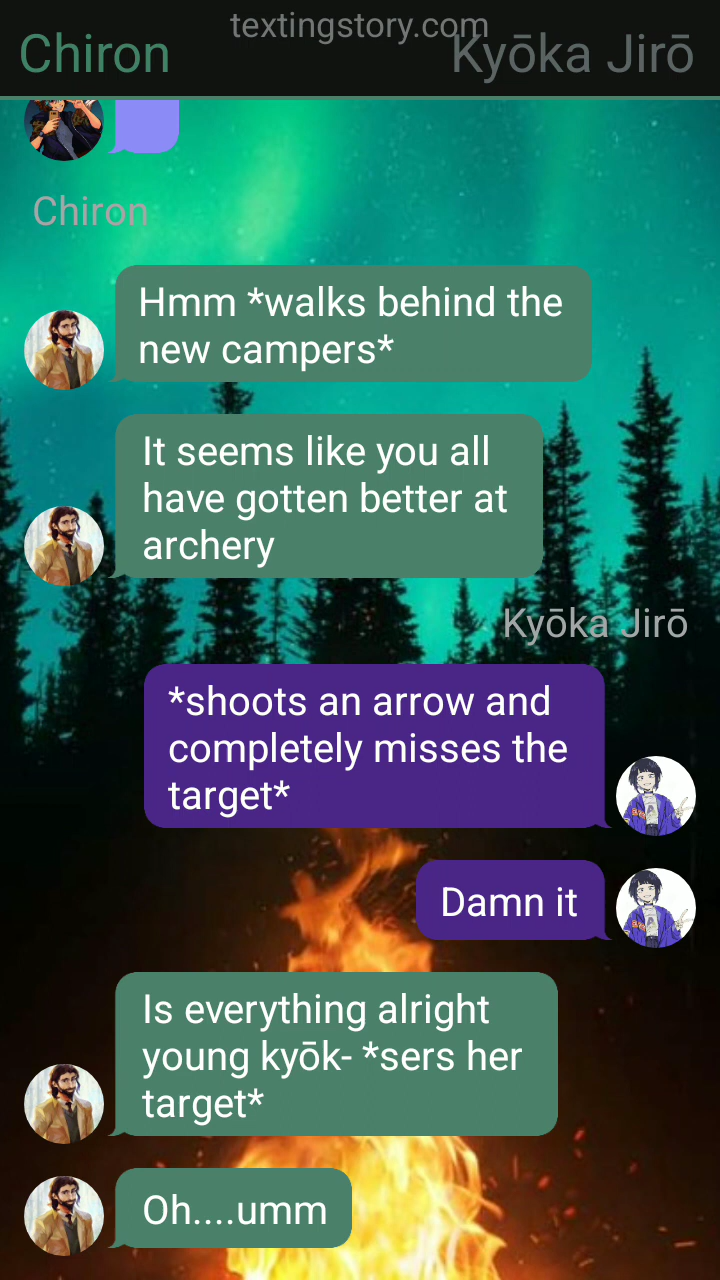 textingstory.com
Chiron
Kyōka Jirō
Chiron
Hmm *walks behind the
new campers*
It seems like you all
have gotten better at
archery
Kyōka Jirō
*shoots an arrow and
completely misses the
target*
Damn it
Is everything alright
young kyōk- *sers her
target*
Oh....umm